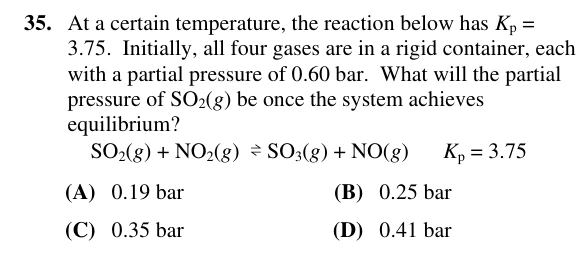 35. At a certain temperature, the reaction below has Kp =
3.75. Initially, all four gases are in a rigid container, each
with a partial pressure of 0.60 bar. What will the partial
pressure of SO2(g) be once the system achieves
equilibrium?
SO2(g) + NO2(g) ⇌ SO3(g) + NO(g) Kp = 3.75
(A) 0.19 bar (B) 0.25 bar
(C) 0.35 bar (D) 0.41 bar